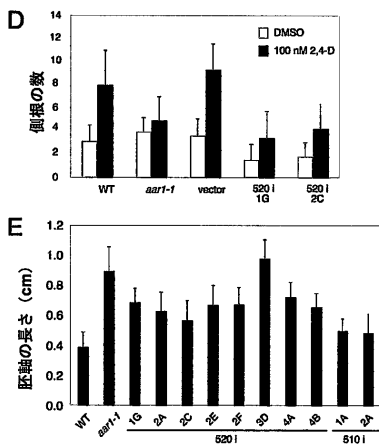 D
DMSO
100 nM 2,4-D
側根の数
14
12
10
8
6
4
2
0
WT
aar1-1
vector
520 i
1G
520 i
2C
E
胚軸の長さ（cm）
1.2
1.0
0.8
0.6
0.4
0.2
0.0
WT
aar1-1
1G
2A
2C
2E
2F
3D
4A
4B
1A
2A
520 i
610 i